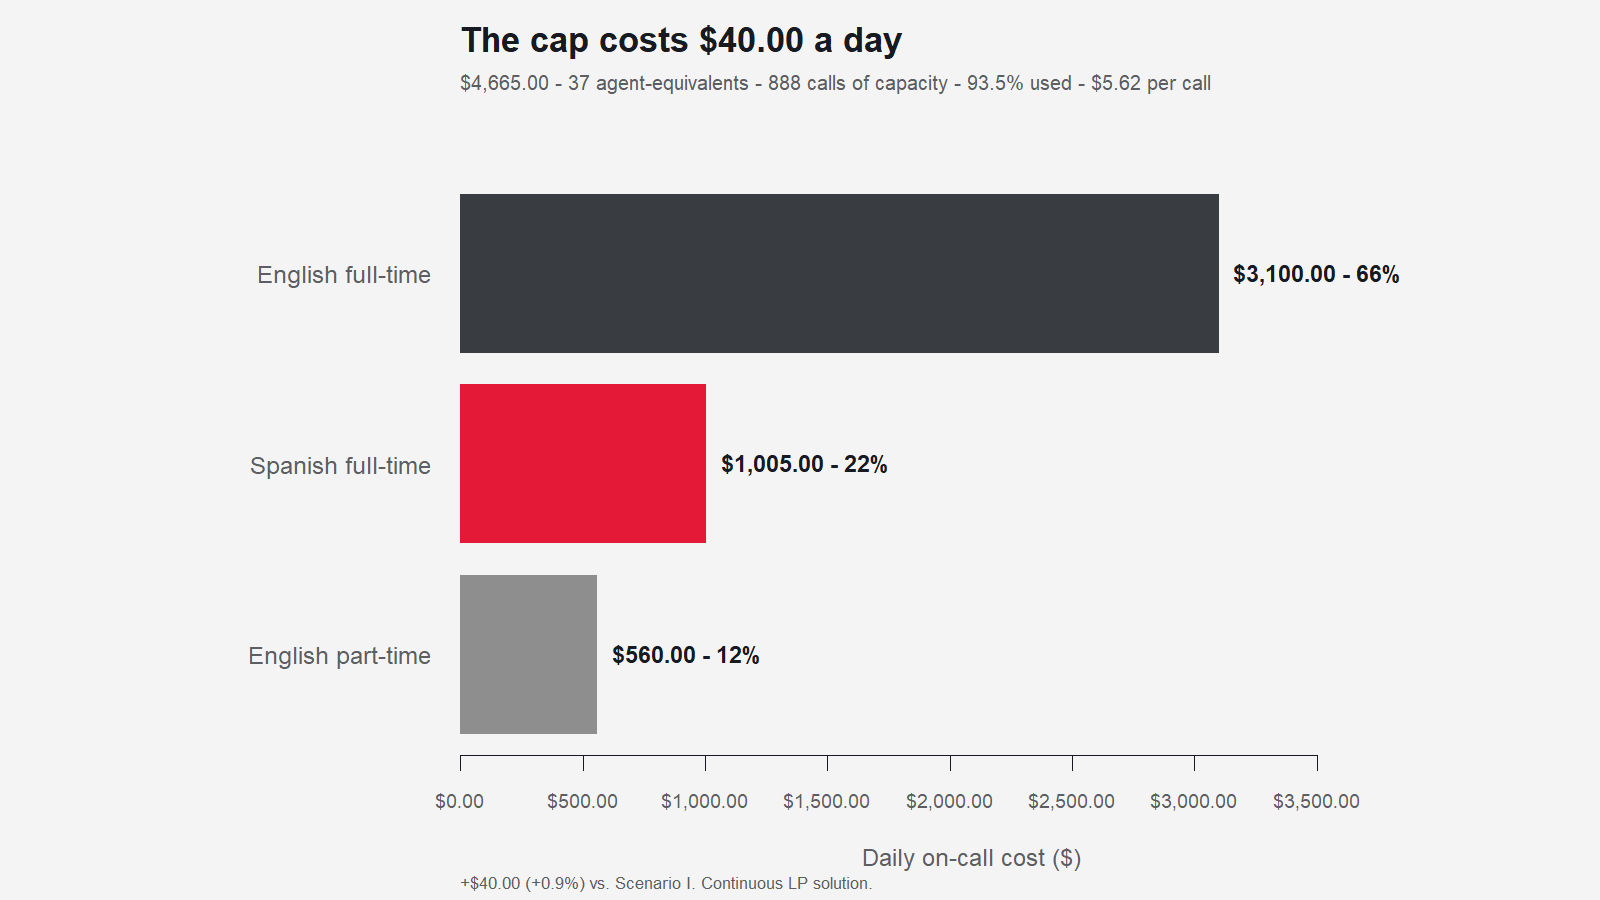 The cap costs $40.00 a day
$4,665.00 - 37 agent-equivalents - 888 calls of capacity - 93.5% used - $5.62 per call
English full-time
$3,100.00 - 66%
Spanish full-time
$1,005.00 - 22%
English part-time
$560.00 - 12%
$0.00 $500.00 $1,000.00 $1,500.00 $2,000.00 $2,500.00 $3,000.00 $3,500.00
Daily on-call cost ($)
+$40.00 (+0.9%) vs. Scenario I. Continuous LP solution.